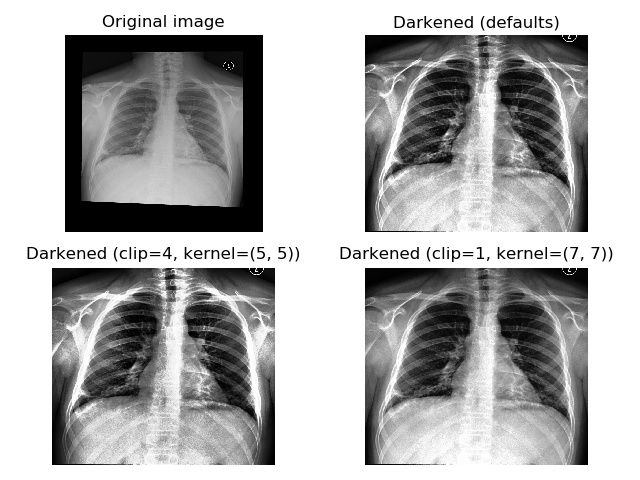 Original image
Darkened (defaults)
Darkened (clip=4, kernel=(5, 5))
Darkened (clip=1, kernel=(7, 7))